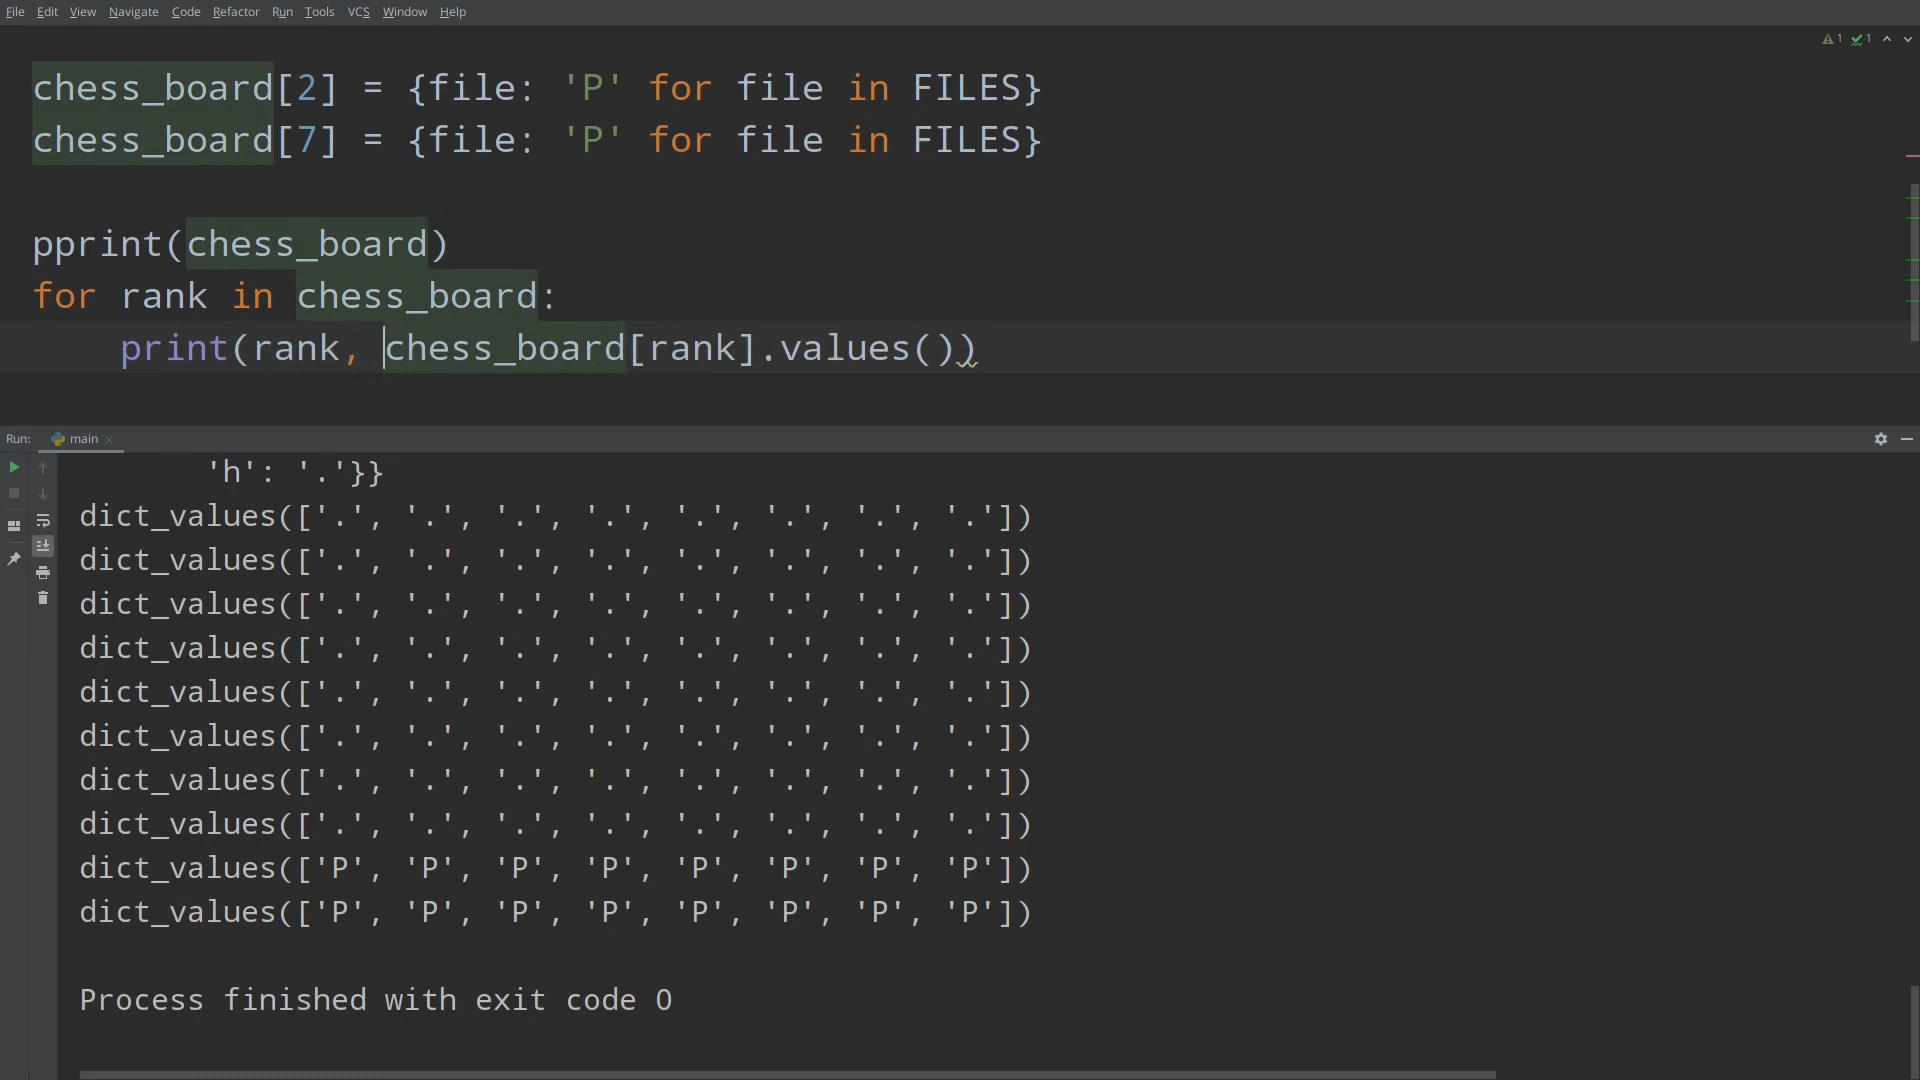 File Edit View Navigate Code Refactor Run Tools VCS Window Help
1 1
chess_board[2] = {file: 'P' for file in FILES}
chess_board[7] = {file: 'P' for file in FILES}
pprint(chess_board)
for rank in chess_board:
    print(rank, chess_board[rank].values())
Run: main
'h': '.'}}
dict_values(['.', '.', '.', '.', '.', '.', '.', '.'])
dict_values(['.', '.', '.', '.', '.', '.', '.', '.'])
dict_values(['.', '.', '.', '.', '.', '.', '.', '.'])
dict_values(['.', '.', '.', '.', '.', '.', '.', '.'])
dict_values(['.', '.', '.', '.', '.', '.', '.', '.'])
dict_values(['.', '.', '.', '.', '.', '.', '.', '.'])
dict_values(['.', '.', '.', '.', '.', '.', '.', '.'])
dict_values(['.', '.', '.', '.', '.', '.', '.', '.'])
dict_values(['P', 'P', 'P', 'P', 'P', 'P', 'P', 'P'])
dict_values(['P', 'P', 'P', 'P', 'P', 'P', 'P', 'P'])
Process finished with exit code 0